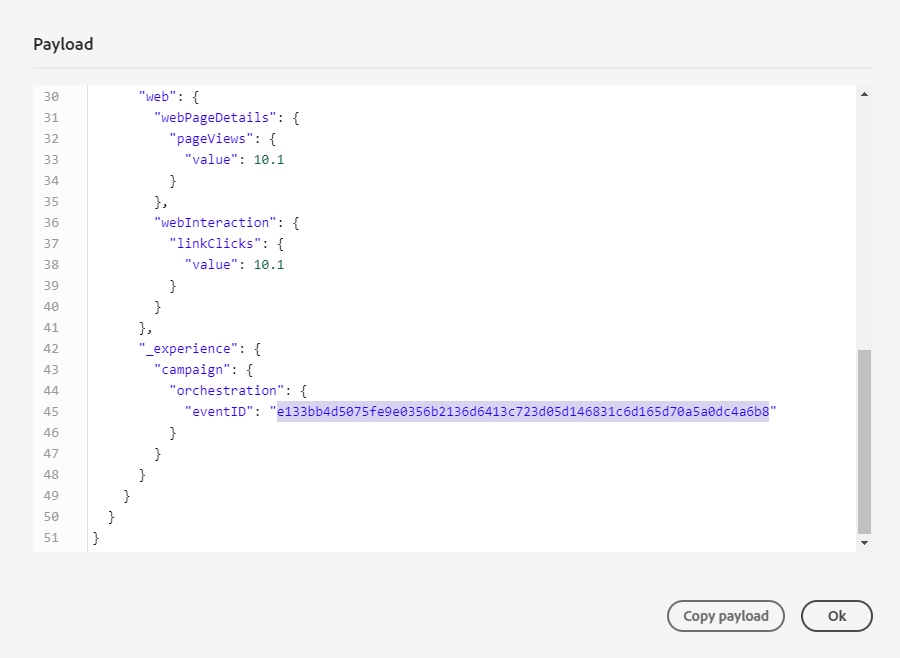 Payload
30 "web": {
31 "webPageDetails": {
32 "pageViews": {
33 "value": 10.1
34 }
35 },
36 "webInteraction": {
37 "linkClicks": {
38 "value": 10.1
39 }
40 }
41 },
42 "_experience": {
43 "campaign": {
44 "orchestration": {
45 "eventID": "e133bb4d5075fe9e0356b2136d6413c723d05d146831c6d165d70a5a0dc4a6b8"
46 }
47 }
48 }
49 }
50 }
51 }
Copy payload Ok